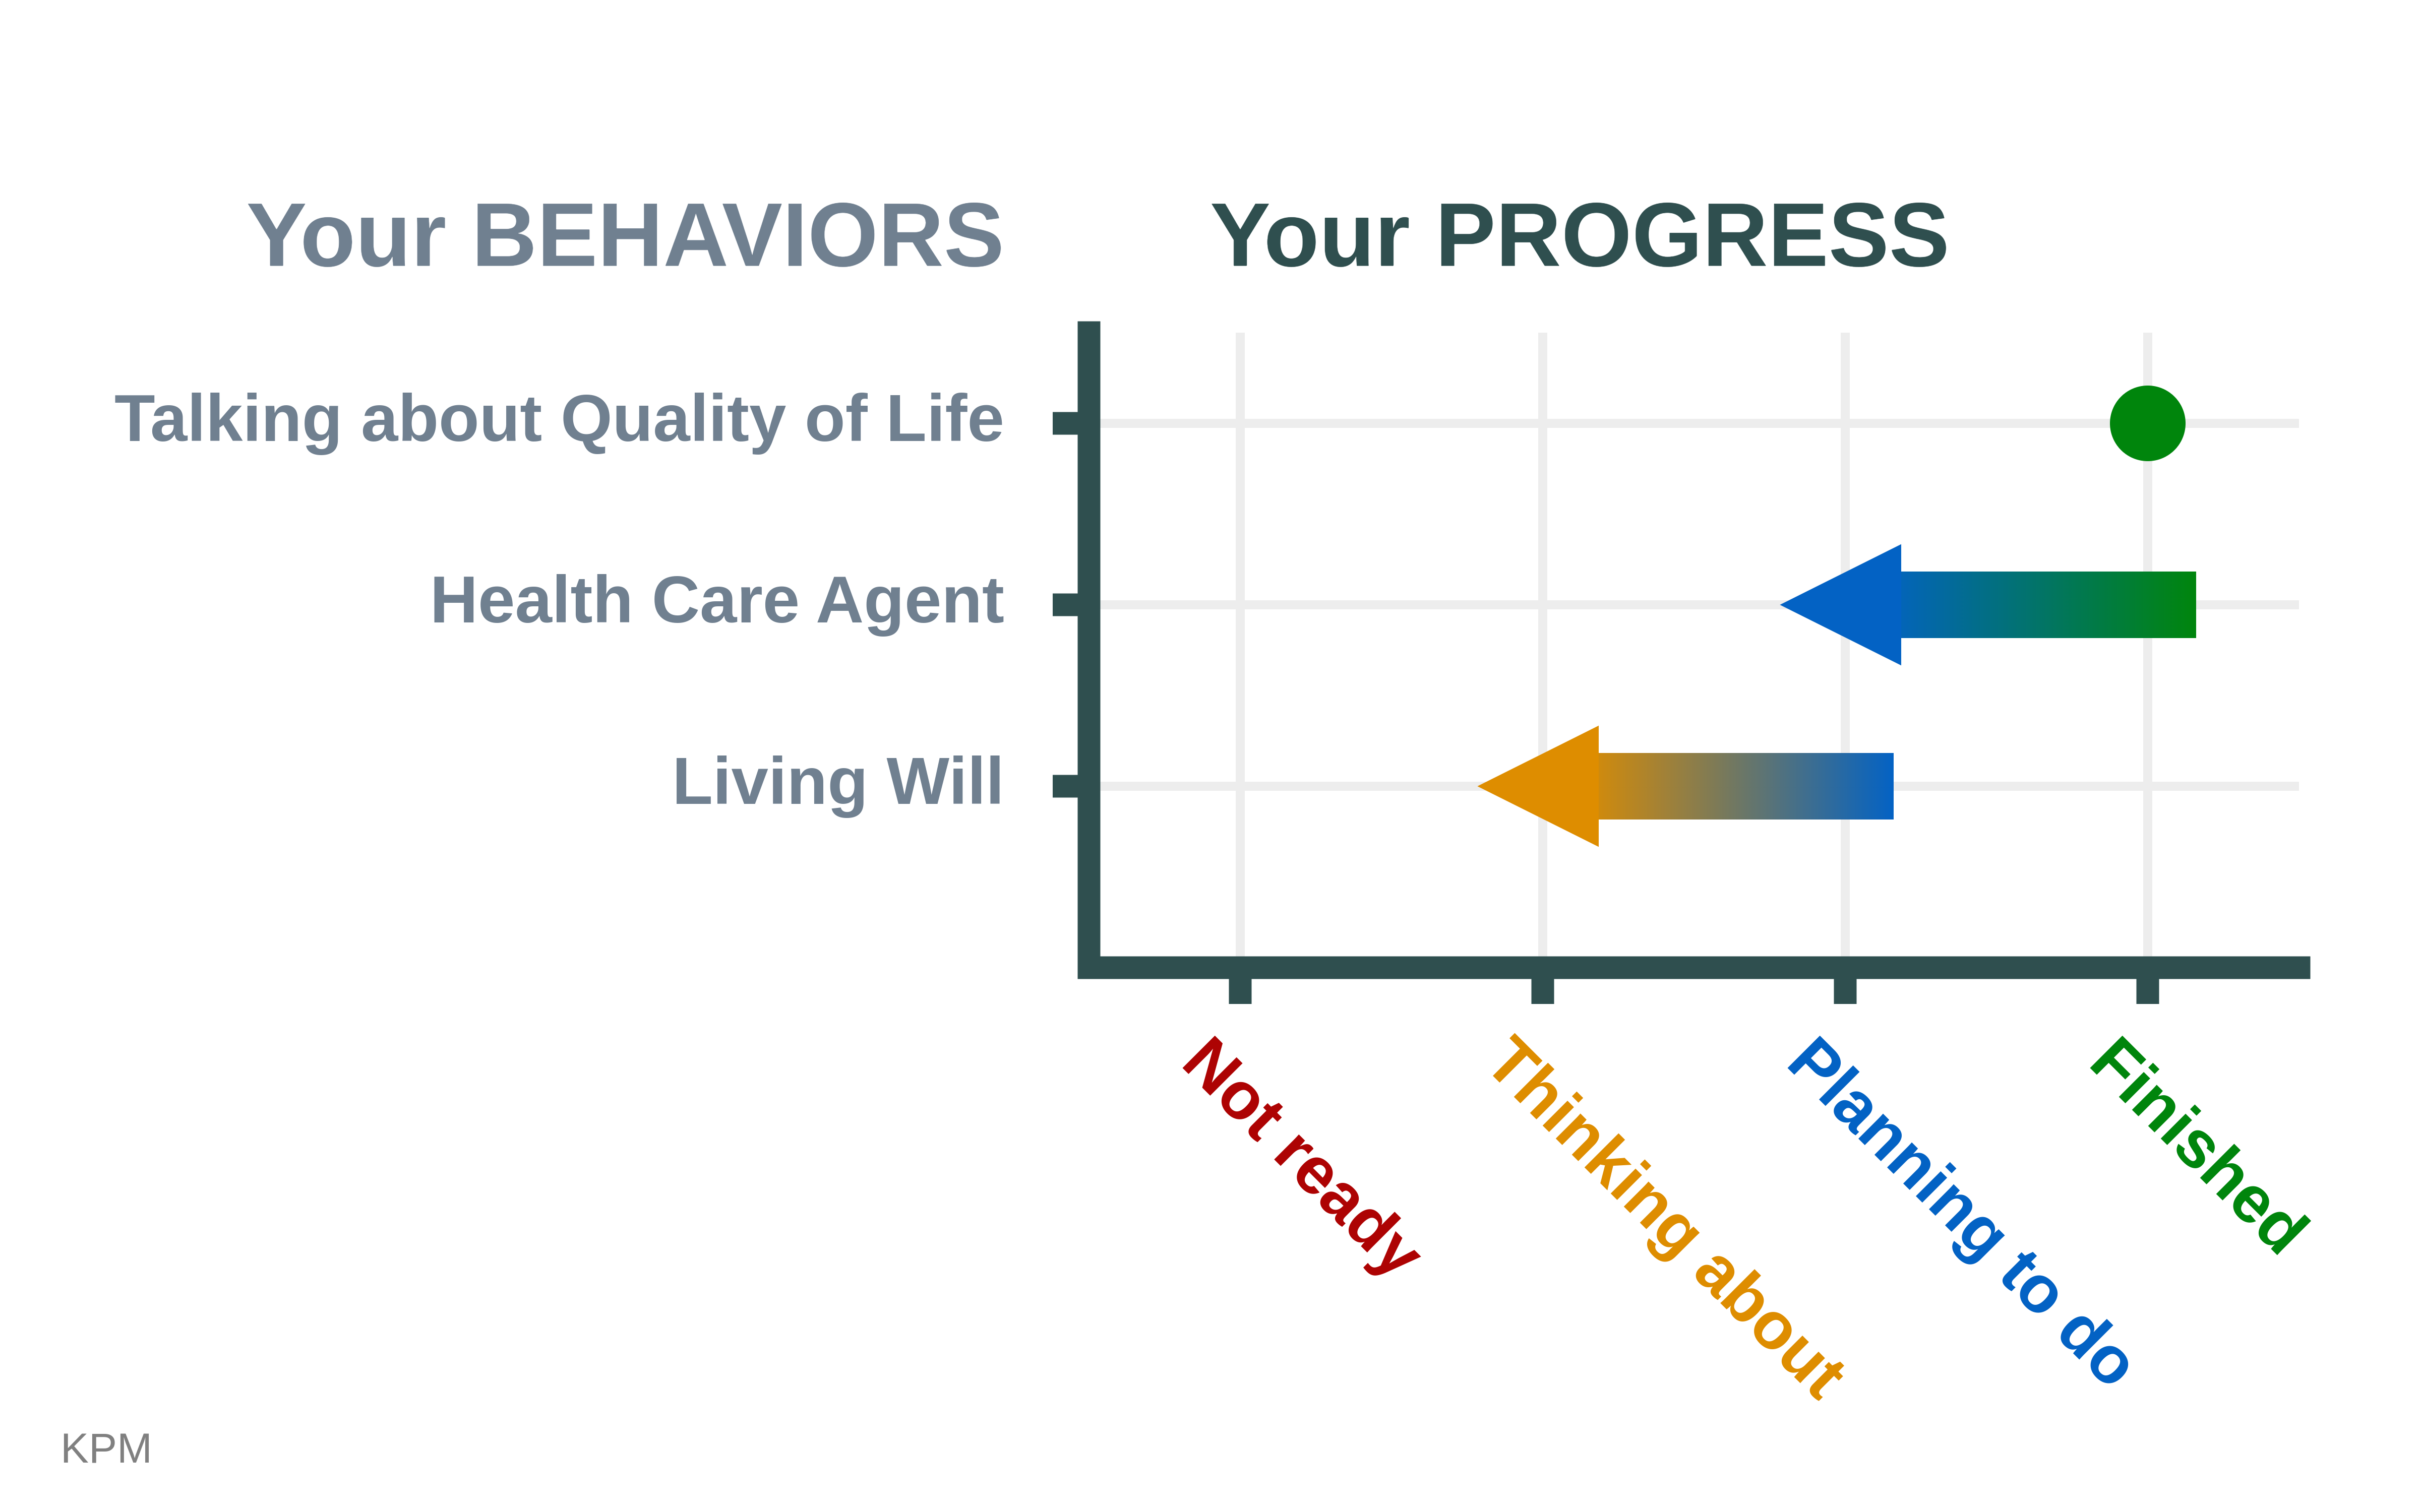 Your BEHAVIORS
Your PROGRESS
Talking about Quality of Life
Health Care Agent
Living Will
Not ready
Thinking about
Planning to do
Finished
KPM